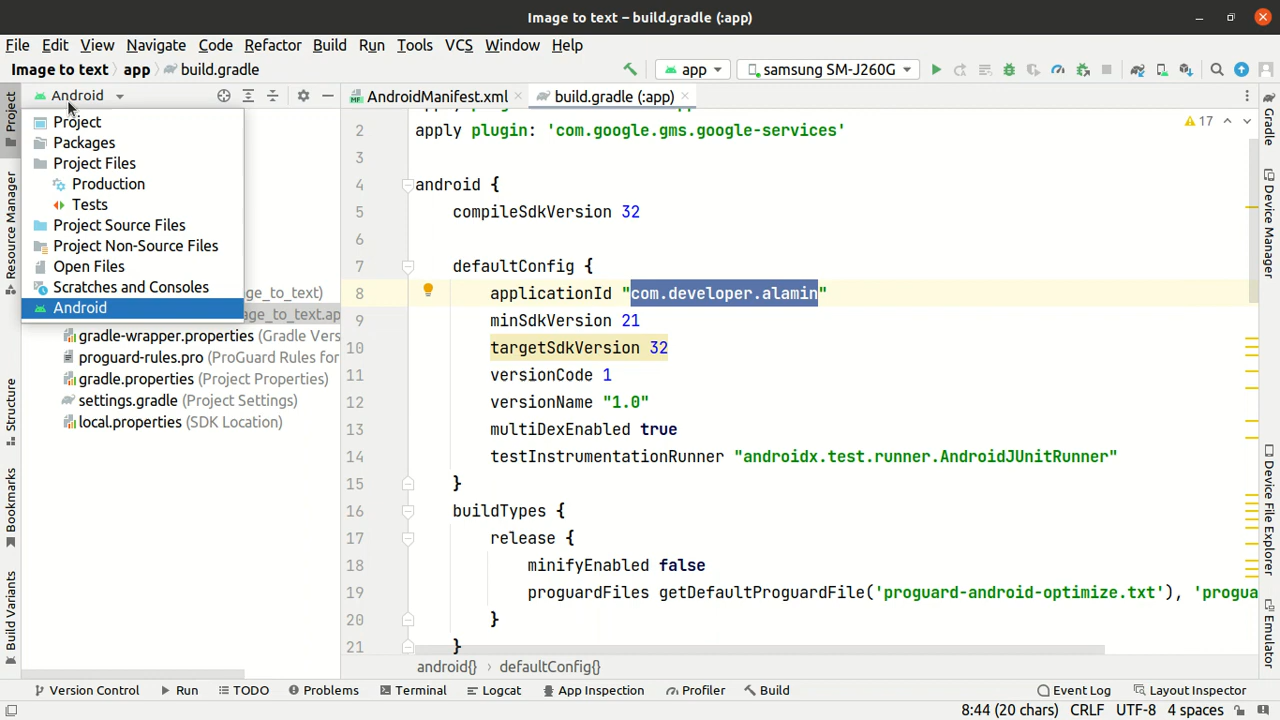 Image to text – build.gradle (:app)
File Edit View Navigate Code Refactor Build Run Tools VCS Window Help
Image to text app build.gradle app samsung SM-J260G
Project
Resource Manager
Structure
Bookmarks
Build Variants
Android
Project
Packages
Project Files
Production
Tests
Project Source Files
Project Non-Source Files
Open Files
Scratches and Consoles
Android
ge_to_text)
ge_to_text.ap
gradle-wrapper.properties (Gradle Vers
proguard-rules.pro (ProGuard Rules for
gradle.properties (Project Properties)
settings.gradle (Project Settings)
local.properties (SDK Location)
AndroidManifest.xml build.gradle (:app)
17
2 apply plugin: 'com.google.gms.google-services'
3
4 android {
5 compileSdkVersion 32
6
7 defaultConfig {
8 applicationId "com.developer.alamin"
9 minSdkVersion 21
10 targetSdkVersion 32
11 versionCode 1
12 versionName "1.0"
13 multiDexEnabled true
14 testInstrumentationRunner "androidx.test.runner.AndroidJUnitRunner"
15 }
16 buildTypes {
17 release {
18 minifyEnabled false
19 proguardFiles getDefaultProguardFile('proguard-android-optimize.txt'), 'progua
20 }
21 }
android{} › defaultConfig{}
Gradle
Device Manager
Device File Explorer
Emulator
Version Control Run TODO Problems Terminal Logcat App Inspection Profiler Build Event Log Layout Inspector
8:44 (20 chars) CRLF UTF-8 4 spaces